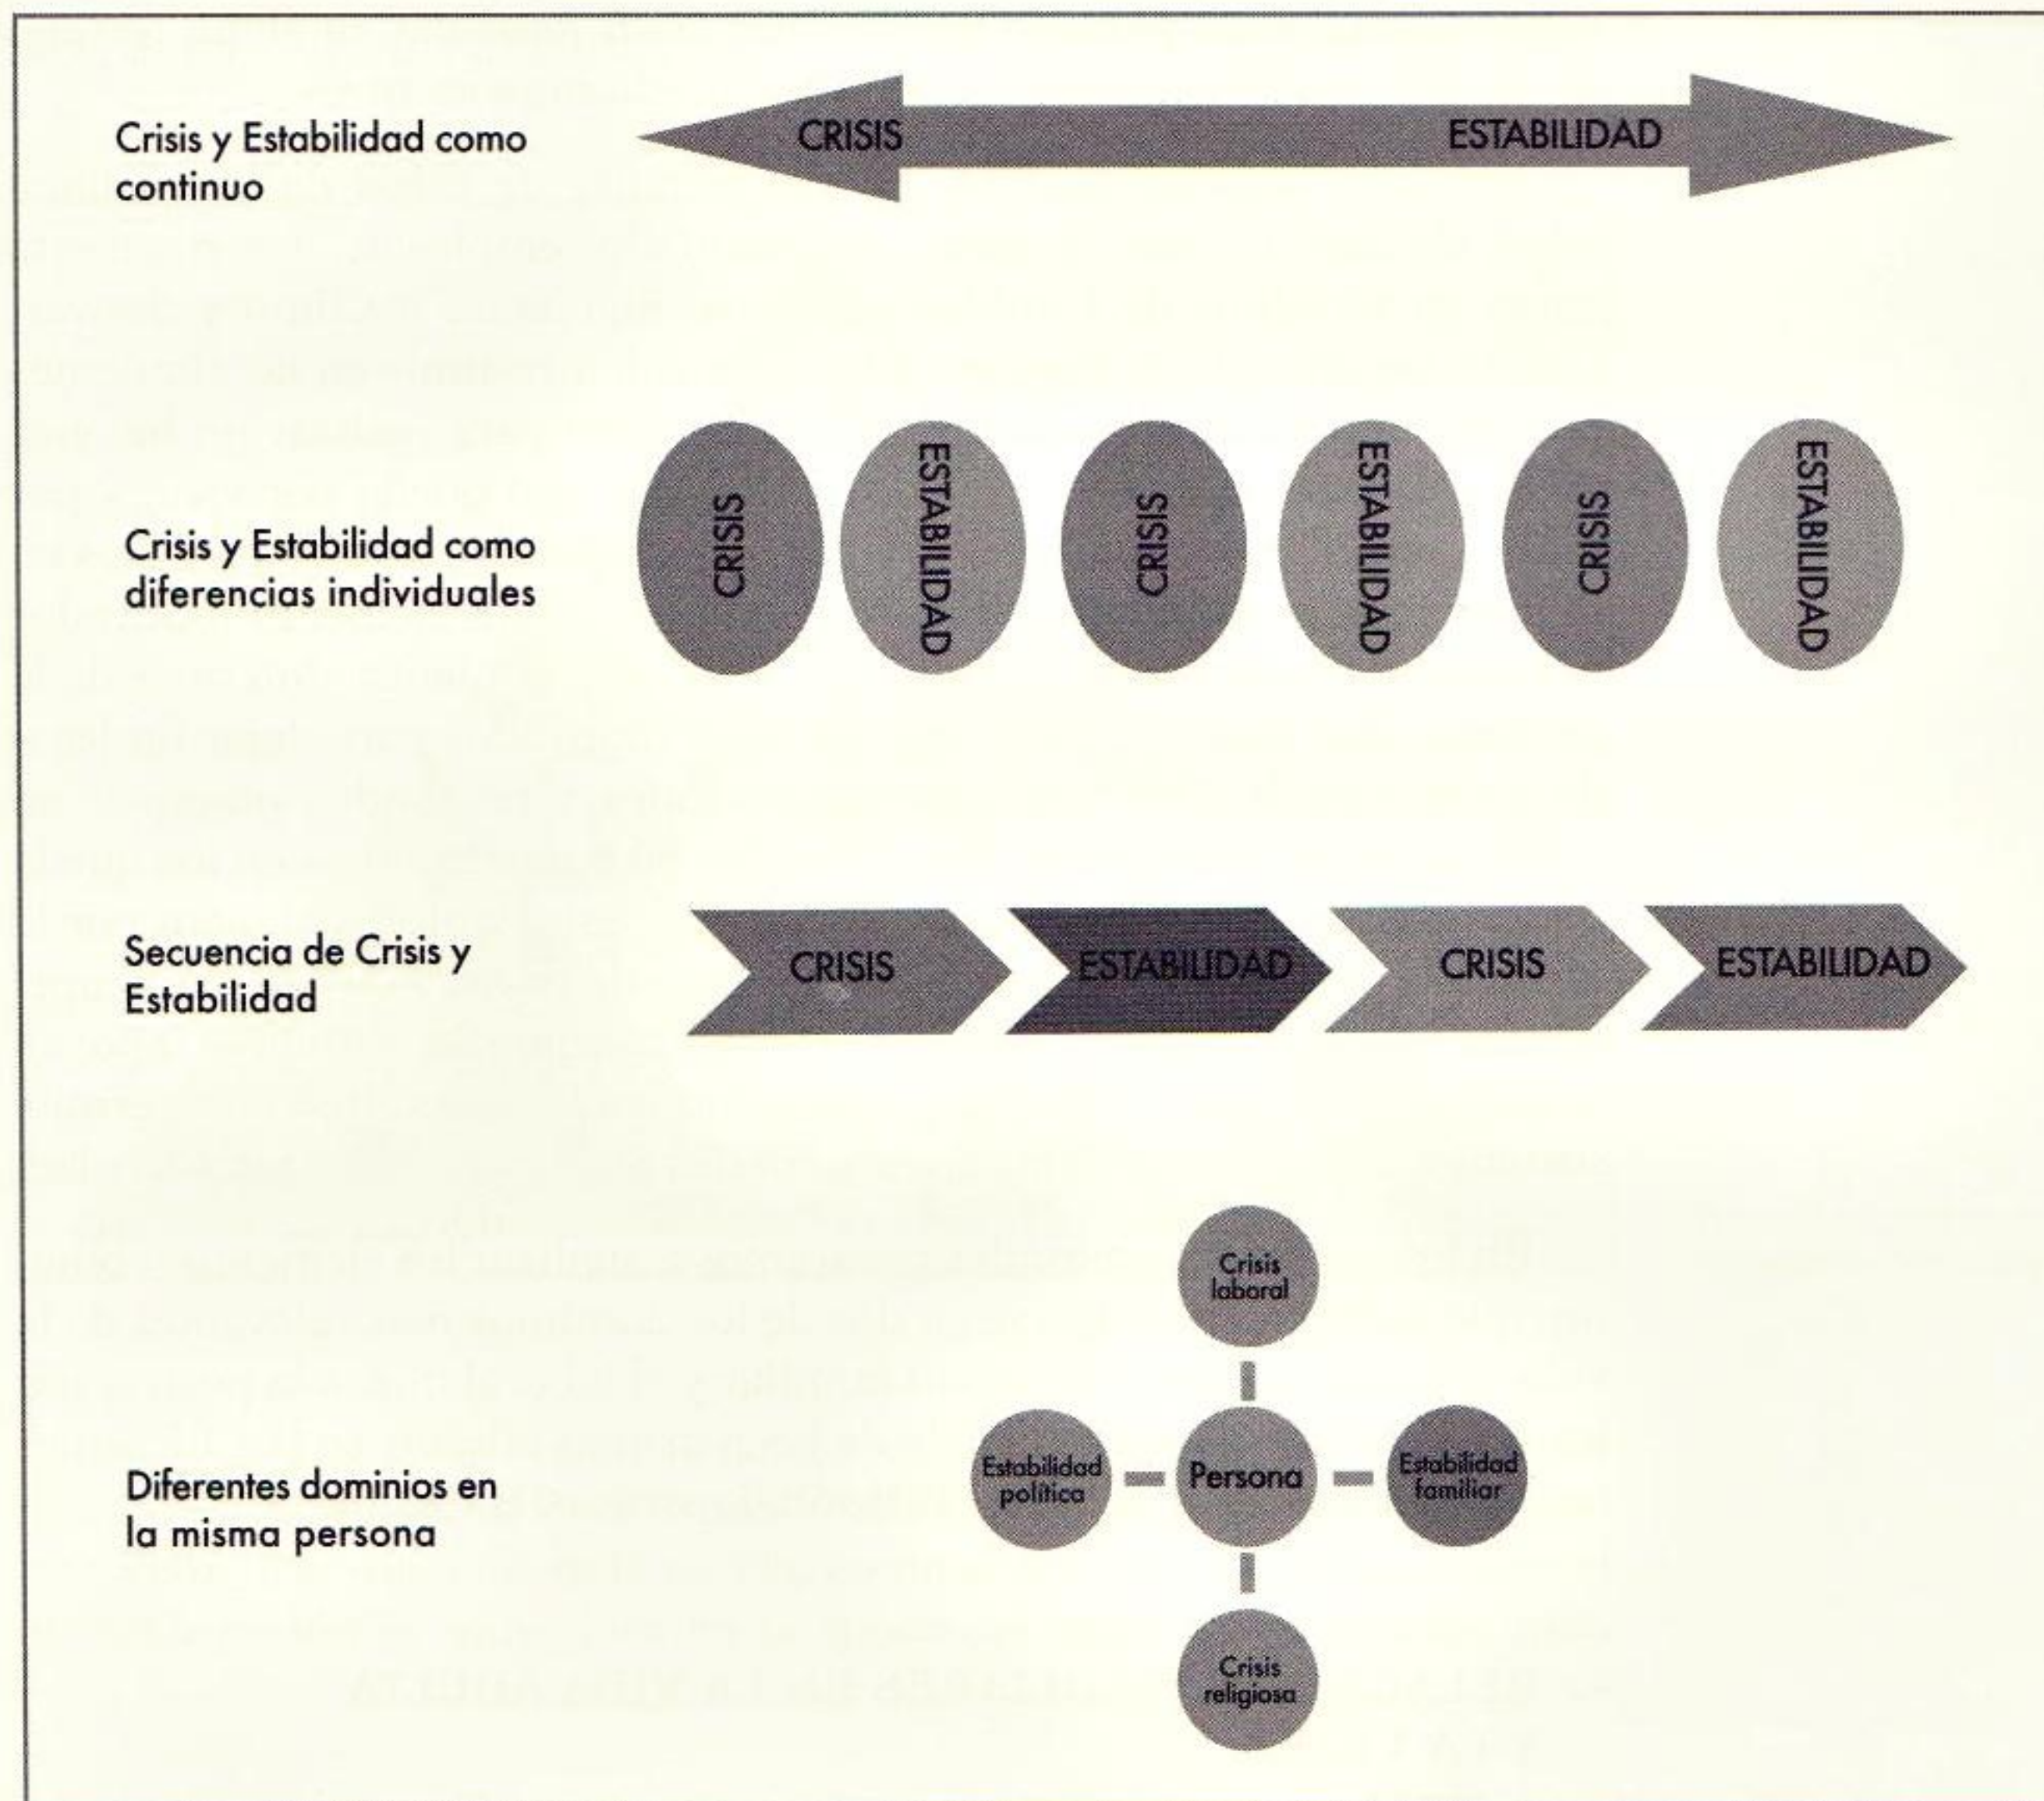 Crisis y Estabilidad como
continuo
CRISIS
ESTABILIDAD
Crisis y Estabilidad como
diferencias individuales
CRISIS
ESTABILIDAD
CRISIS
ESTABILIDAD
CRISIS
ESTABILIDAD
Secuencia de Crisis y
Estabilidad
CRISIS
ESTABILIDAD
CRISIS
ESTABILIDAD
Diferentes dominios en
la misma persona
Crisis
laboral
Estabilidad
política
Persona
Estabilidad
familiar
Crisis
religiosa